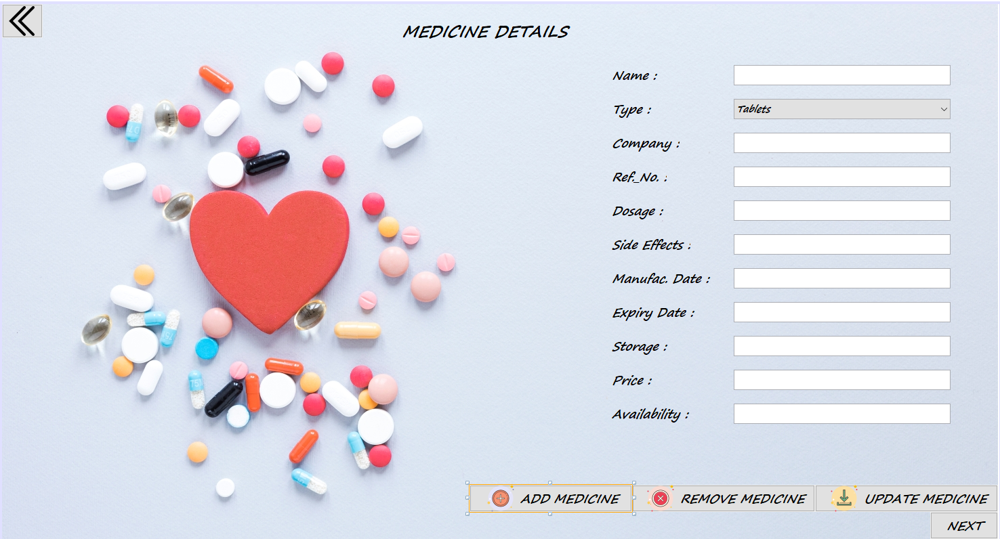 MEDICINE DETAILS
Name :
Type : Tablets
Company :
Ref._No. :
Dosage :
Side Effects :
Manufac. Date :
Expiry Date :
Storage :
Price :
Availability :
ADD MEDICINE REMOVE MEDICINE UPDATE MEDICINE
NEXT